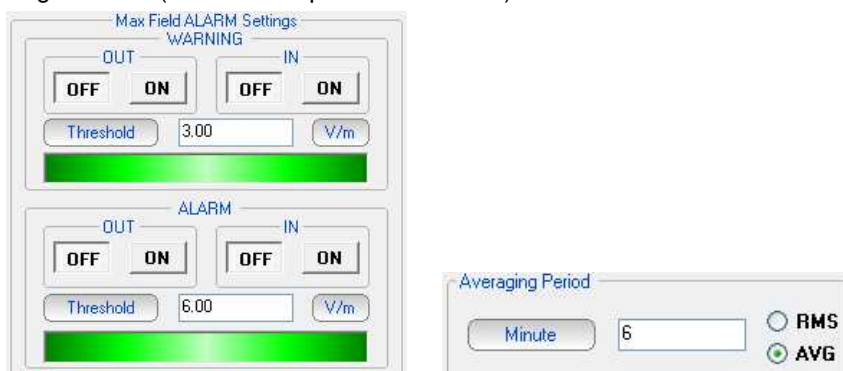 Max Field ALARM Settings
WARNING
OUT IN
OFF ON OFF ON
Threshold 3.00 V/m
ALARM
OUT IN
OFF ON OFF ON
Threshold 6.00 V/m
Averaging Period
Minute 6
RMS
AVG